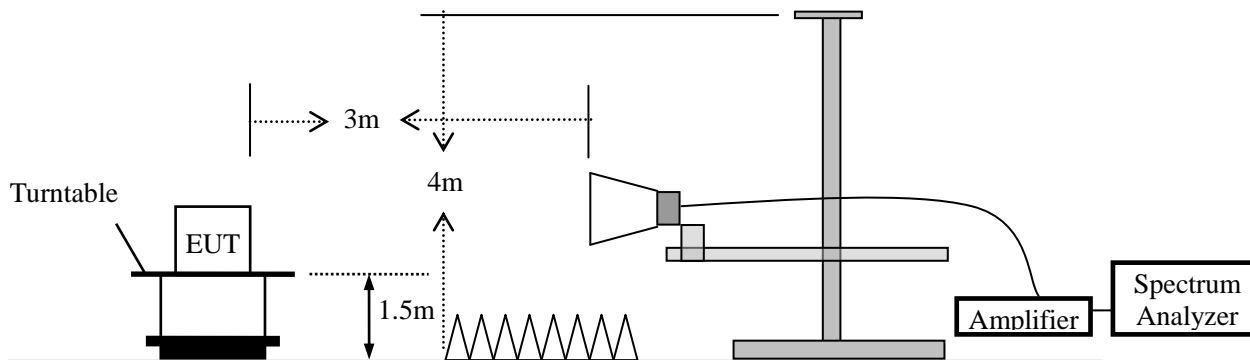 3m
4m
Turntable
EUT
1.5m
Amplifier
Spectrum
Analyzer